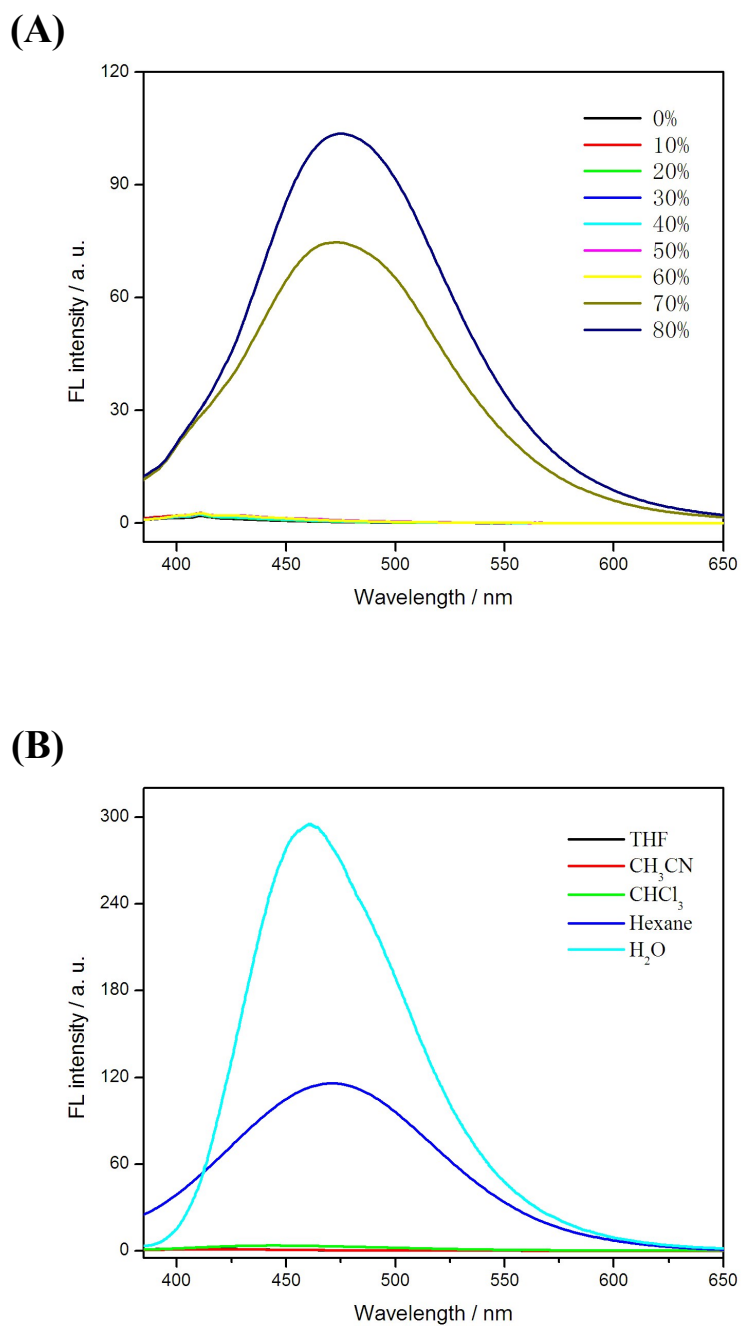 (A)
120
90
60
30
0
FL intensity / a. u.
0%
10%
20%
30%
40%
50%
60%
70%
80%
400 450 500 550 600 650
Wavelength / nm
(B)
300
240
180
120
60
0
FL intensity / a. u.
THF
CH₃CN
CHCl₃
Hexane
H₂O
400 450 500 550 600 650
Wavelength / nm